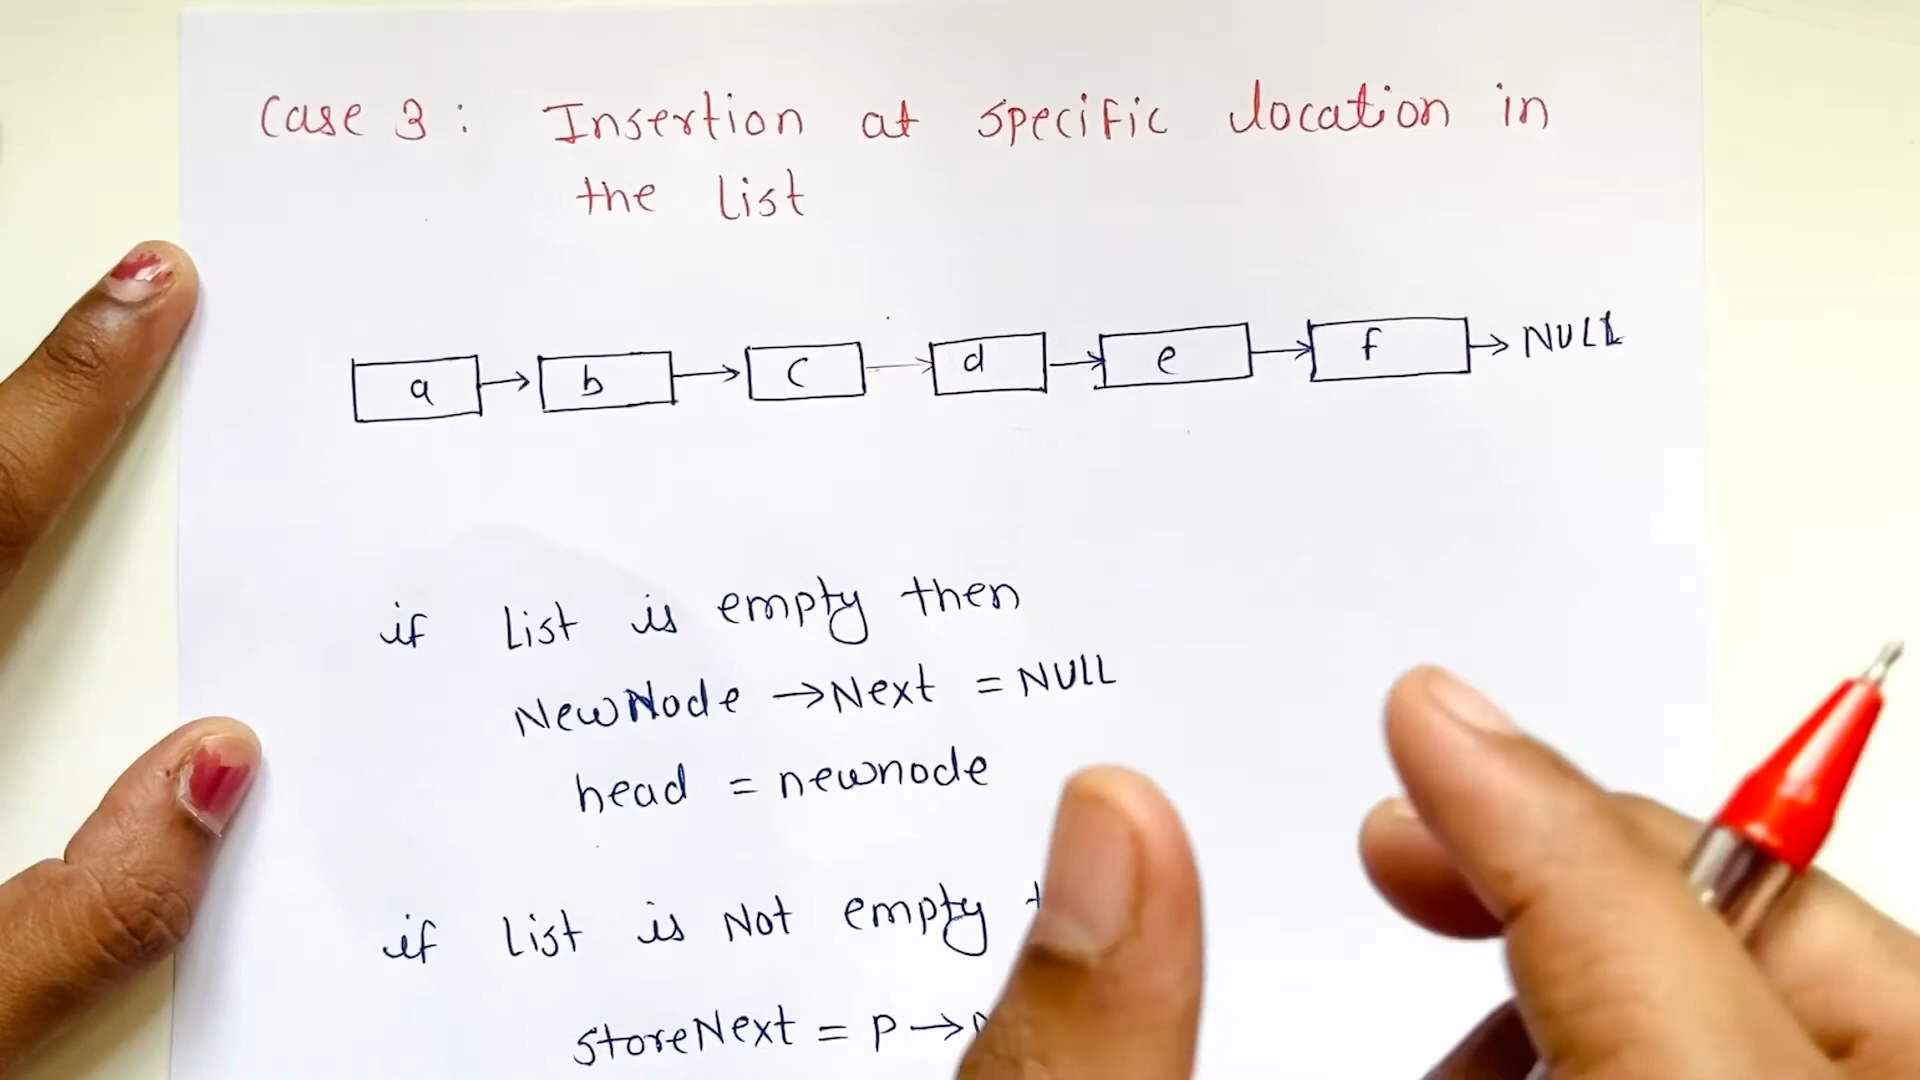 Case 3 : Insertion at specific location in
the List
a → b → c → d → e → f → NULL
if List is empty then
NewNode → Next = NULL
head = newnode
if List is Not empty
storeNext = P →